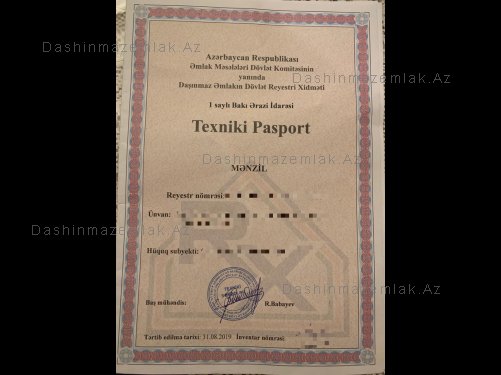 Azərbaycan Respublikası
Əmlak Məsələləri Dövlət Komitəsinin
yanında
Daşınmaz Əmlakın Dövlət Reyestri Xidməti
1 saylı Bakı Ərazi İdarəsi
Texniki Pasport
MƏNZİL
Reyestr nömrəsi:
Ünvan:
Hüquq subyekti:
Baş mühəndis:
R.Babayev
Tərtib edilmə tarixi: 31.08.2019 İnventar nömrəsi:
Dashinmazemlak.Az
Dashinmazemlak.Az
Dashinmazemlak.Az
Dashinmazemlak.Az
Dashinmazemlak.Az
Dashinmazemlak.Az